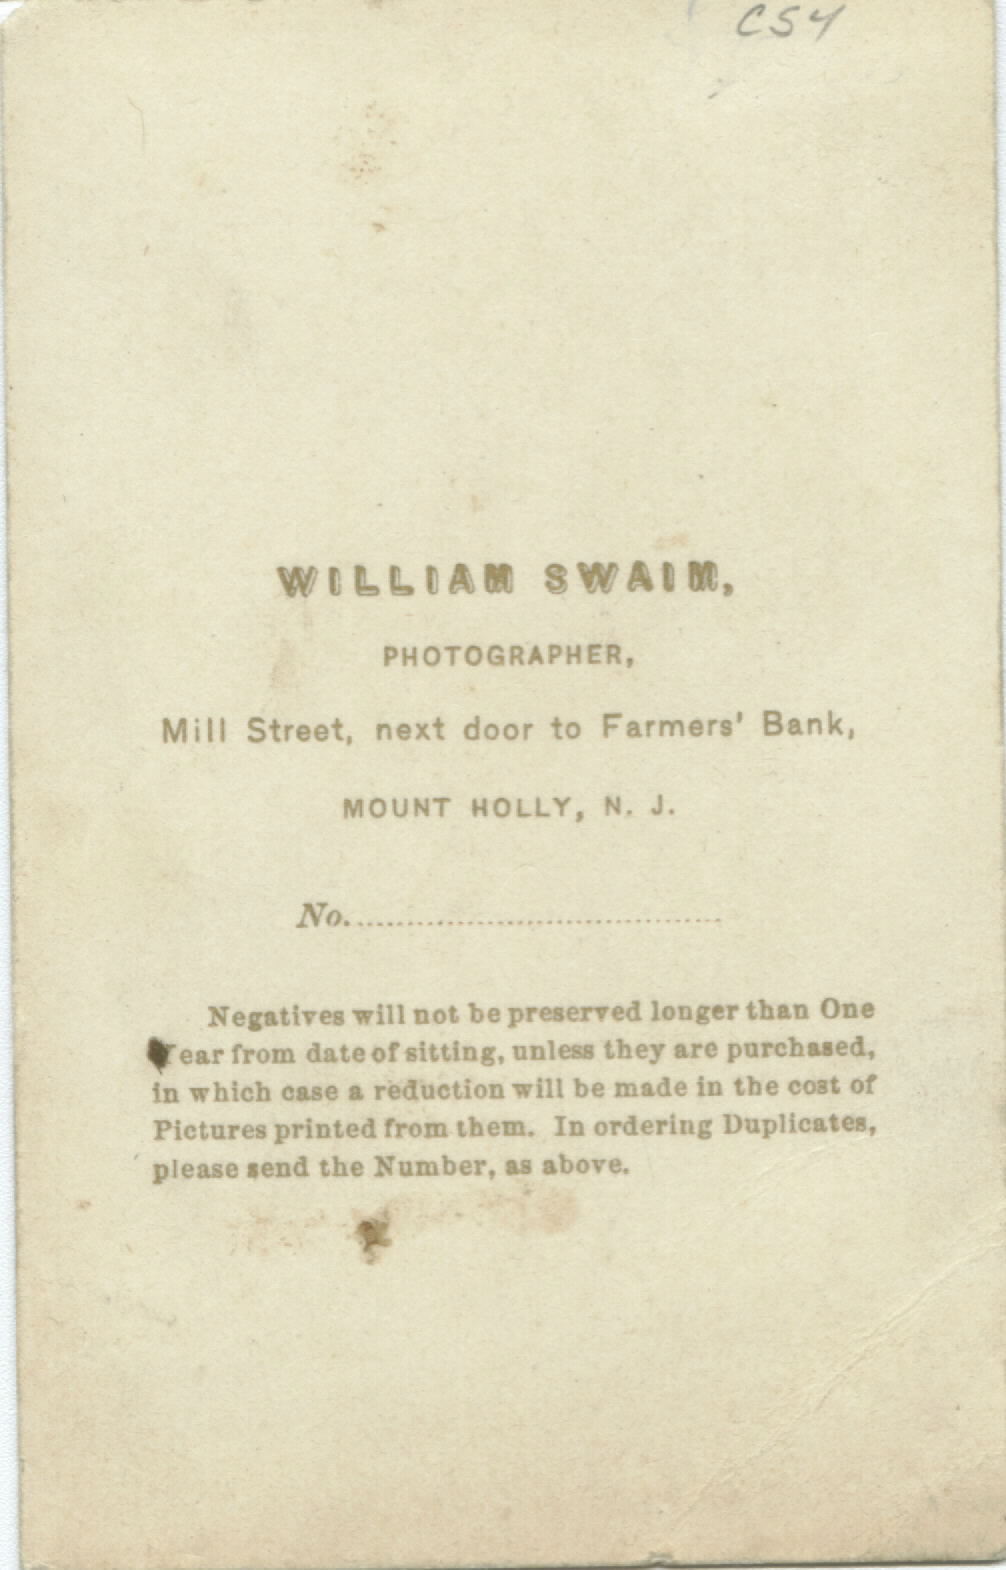 CS4
WILLIAM SWAIM,
PHOTOGRAPHER,
Mill Street, next door to Farmers' Bank,
MOUNT HOLLY, N. J.
No.
Negatives will not be preserved longer than One
Year from date of sitting, unless they are purchased,
in which case a reduction will be made in the cost of
Pictures printed from them. In ordering Duplicates,
please send the Number, as above.